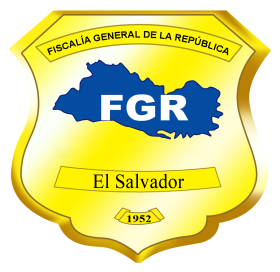 FISCALÍA GENERAL DE LA REPÚBLICA
FGR
El Salvador
1952